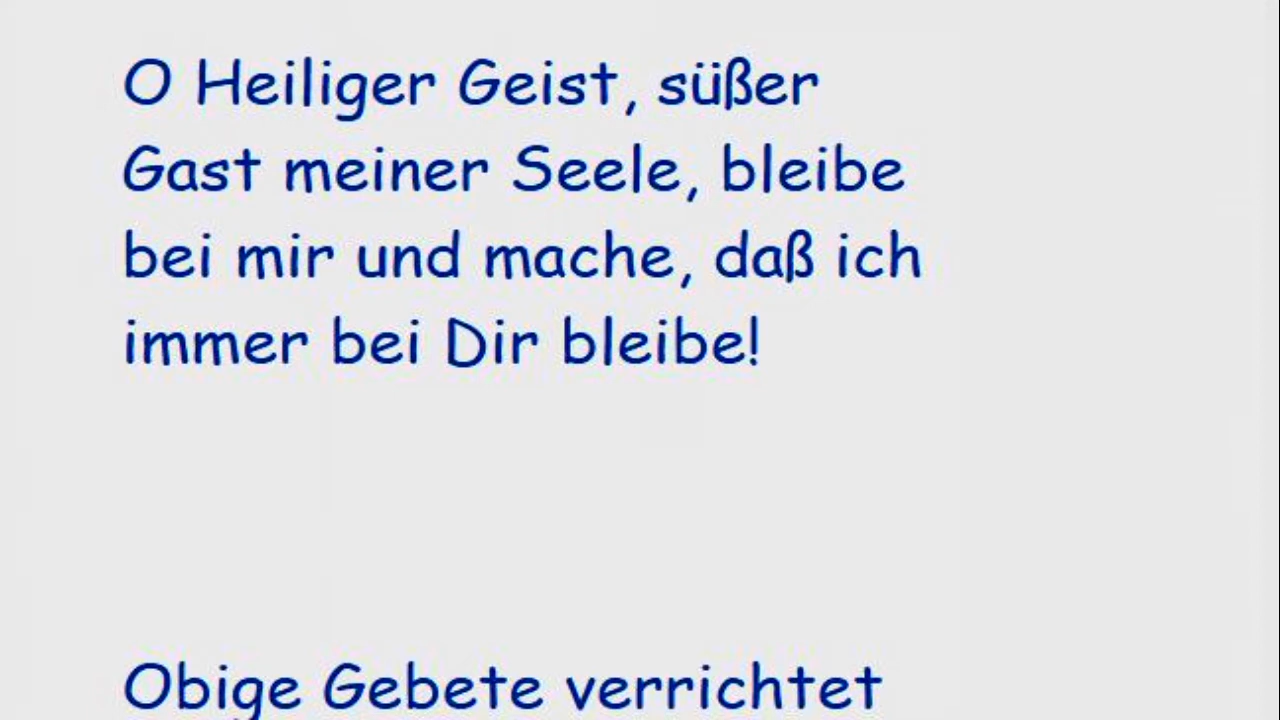 O Heiliger Geist, süßer
Gast meiner Seele, bleibe
bei mir und mache, daß ich
immer bei Dir bleibe!
Obige Gebete verrichtet